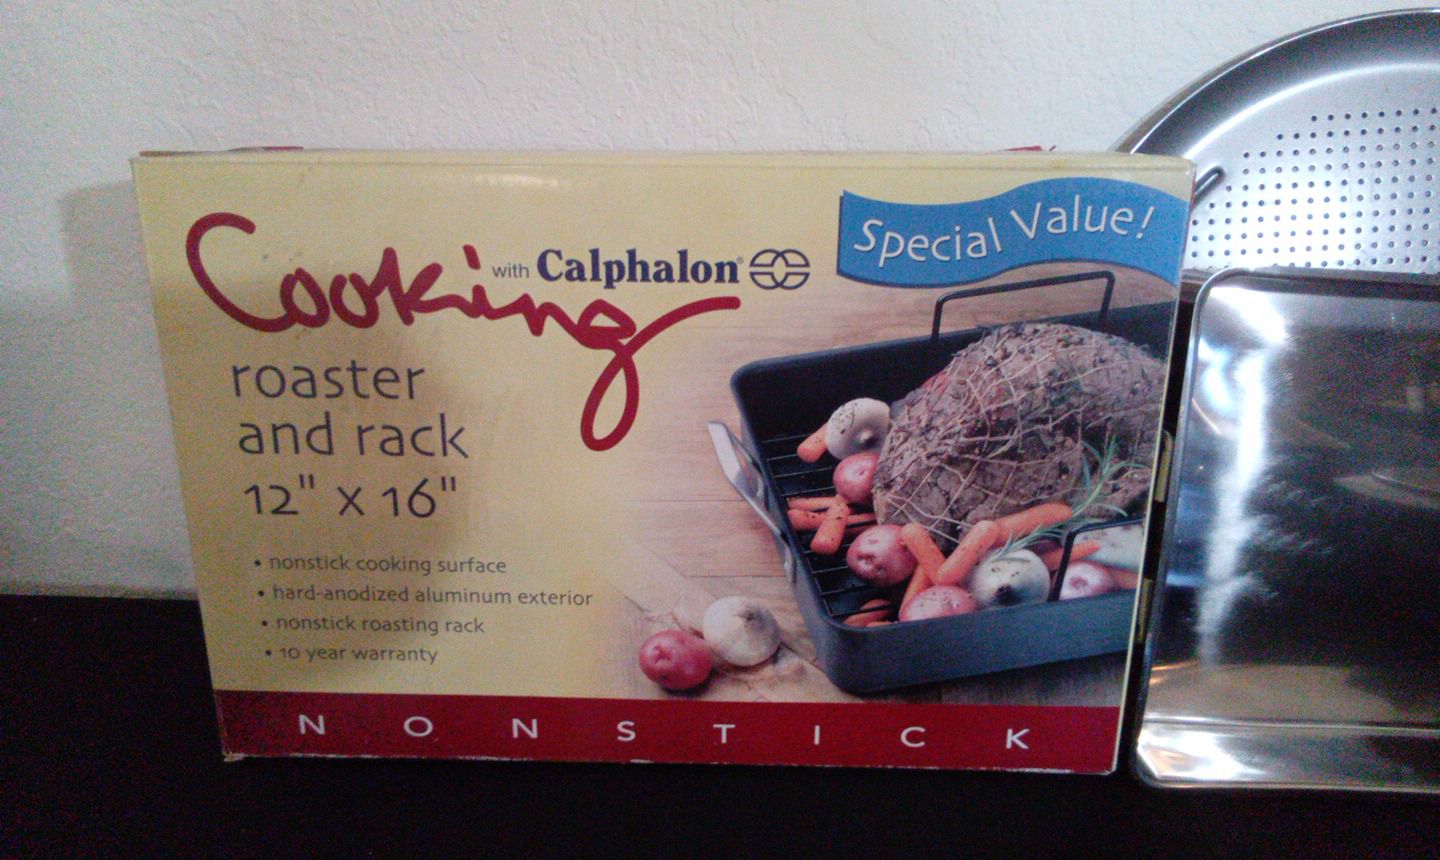 Cooking with Calphalon
Special Value!
roaster
and rack
12" x 16"
• nonstick cooking surface
• hard-anodized aluminum exterior
• nonstick roasting rack
• 10 year warranty
NONSTICK